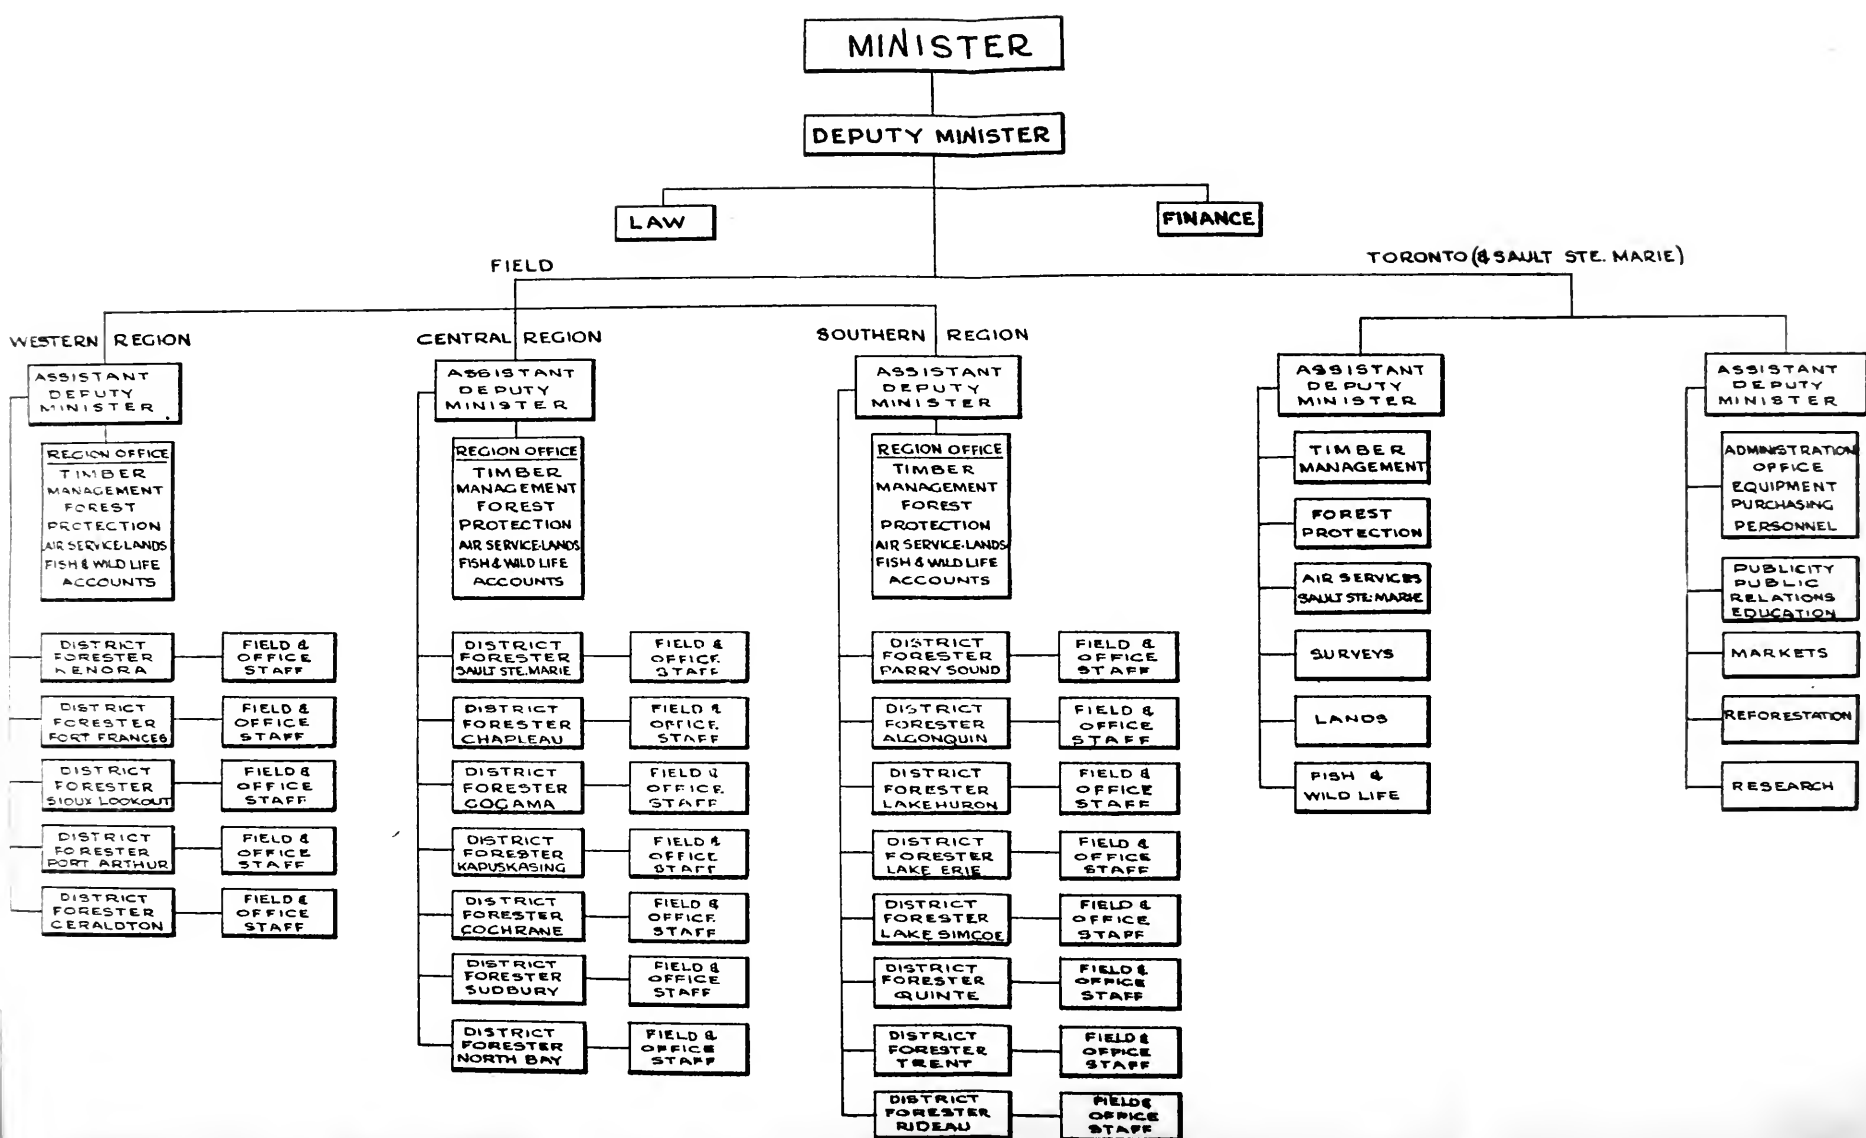 MINISTER
DEPUTY MINISTER
LAW
FINANCE
FIELD
TORONTO (& SAULT STE. MARIE)
WESTERN REGION
ASSISTANT
DEPUTY
MINISTER
REGION OFFICE
TIMBER
MANAGEMENT
FOREST
PROTECTION
AIR SERVICE-LANDS
FISH & WILD LIFE
ACCOUNTS
DISTRICT
FORESTER
KENORA
FIELD &
OFFICE
STAFF
DISTRICT
FORESTER
FORT FRANCES
FIELD &
OFFICE
STAFF
DISTRICT
FORESTER
SIOUX LOOKOUT
FIELD &
OFFICE
STAFF
DISTRICT
FORESTER
PORT ARTHUR
FIELD &
OFFICE
STAFF
DISTRICT
FORESTER
GERALDTON
FIELD &
OFFICE
STAFF
CENTRAL REGION
ASSISTANT
DEPUTY
MINISTER
REGION OFFICE
TIMBER
MANAGEMENT
FOREST
PROTECTION
AIR SERVICE-LANDS
FISH & WILD LIFE
ACCOUNTS
DISTRICT
FORESTER
SAULT STE. MARIE
FIELD &
OFFICE
STAFF
DISTRICT
FORESTER
CHAPLEAU
FIELD &
OFFICE
STAFF
DISTRICT
FORESTER
GOGAMA
FIELD &
OFFICE
STAFF
DISTRICT
FORESTER
KAPUSKASING
FIELD &
OFFICE
STAFF
DISTRICT
FORESTER
COCHRANE
FIELD &
OFFICE
STAFF
DISTRICT
FORESTER
SUDBURY
FIELD &
OFFICE
STAFF
DISTRICT
FORESTER
NORTH BAY
FIELD &
OFFICE
STAFF
SOUTHERN REGION
ASSISTANT
DEPUTY
MINISTER
REGION OFFICE
TIMBER
MANAGEMENT
FOREST
PROTECTION
AIR SERVICE-LANDS
FISH & WILD LIFE
ACCOUNTS
DISTRICT
FORESTER
PARRY SOUND
FIELD &
OFFICE
STAFF
DISTRICT
FORESTER
ALGONQUIN
FIELD &
OFFICE
STAFF
DISTRICT
FORESTER
LAKE HURON
FIELD &
OFFICE
STAFF
DISTRICT
FORESTER
LAKE ERIE
FIELD &
OFFICE
STAFF
DISTRICT
FORESTER
LAKE SIMCOE
FIELD &
OFFICE
STAFF
DISTRICT
FORESTER
QUINTE
FIELD &
OFFICE
STAFF
DISTRICT
FORESTER
TRENT
FIELD &
OFFICE
STAFF
DISTRICT
FORESTER
RIDEAU
FIELD &
OFFICE
STAFF
ASSISTANT
DEPUTY
MINISTER
TIMBER
MANAGEMENT
FOREST
PROTECTION
AIR SERVICES
SAULT STE. MARIE
SURVEYS
LANDS
FISH &
WILD LIFE
ASSISTANT
DEPUTY
MINISTER
ADMINISTRATION
OFFICE
EQUIPMENT
PURCHASING
PERSONNEL
PUBLICITY
PUBLIC
RELATIONS
EDUCATION
MARKETS
REFORESTATION
RESEARCH